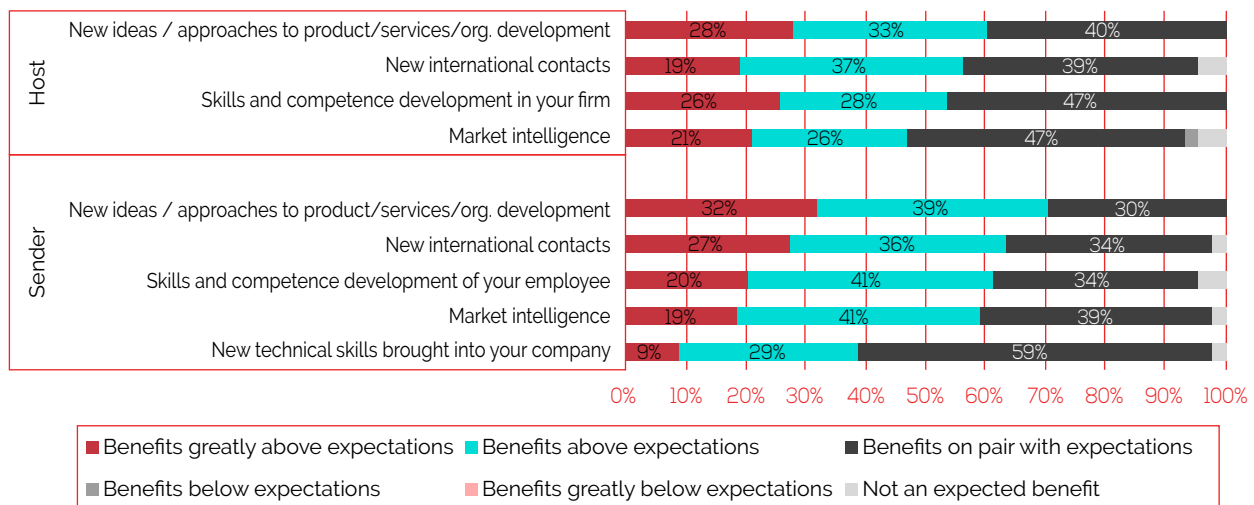 Host
New ideas / approaches to product/services/org. development 28% 33% 40%
New international contacts 19% 37% 39%
Skills and competence development in your firm 26% 28% 47%
Market intelligence 21% 26% 47%
Sender
New ideas / approaches to product/services/org. development 32% 39% 30%
New international contacts 27% 36% 34%
Skills and competence development of your employee 20% 41% 34%
Market intelligence 19% 41% 39%
New technical skills brought into your company 9% 29% 59%
0% 10% 20% 30% 40% 50% 60% 70% 80% 90% 100%
Benefits greatly above expectations Benefits above expectations Benefits on pair with expectations
Benefits below expectations Benefits greatly below expectations Not an expected benefit